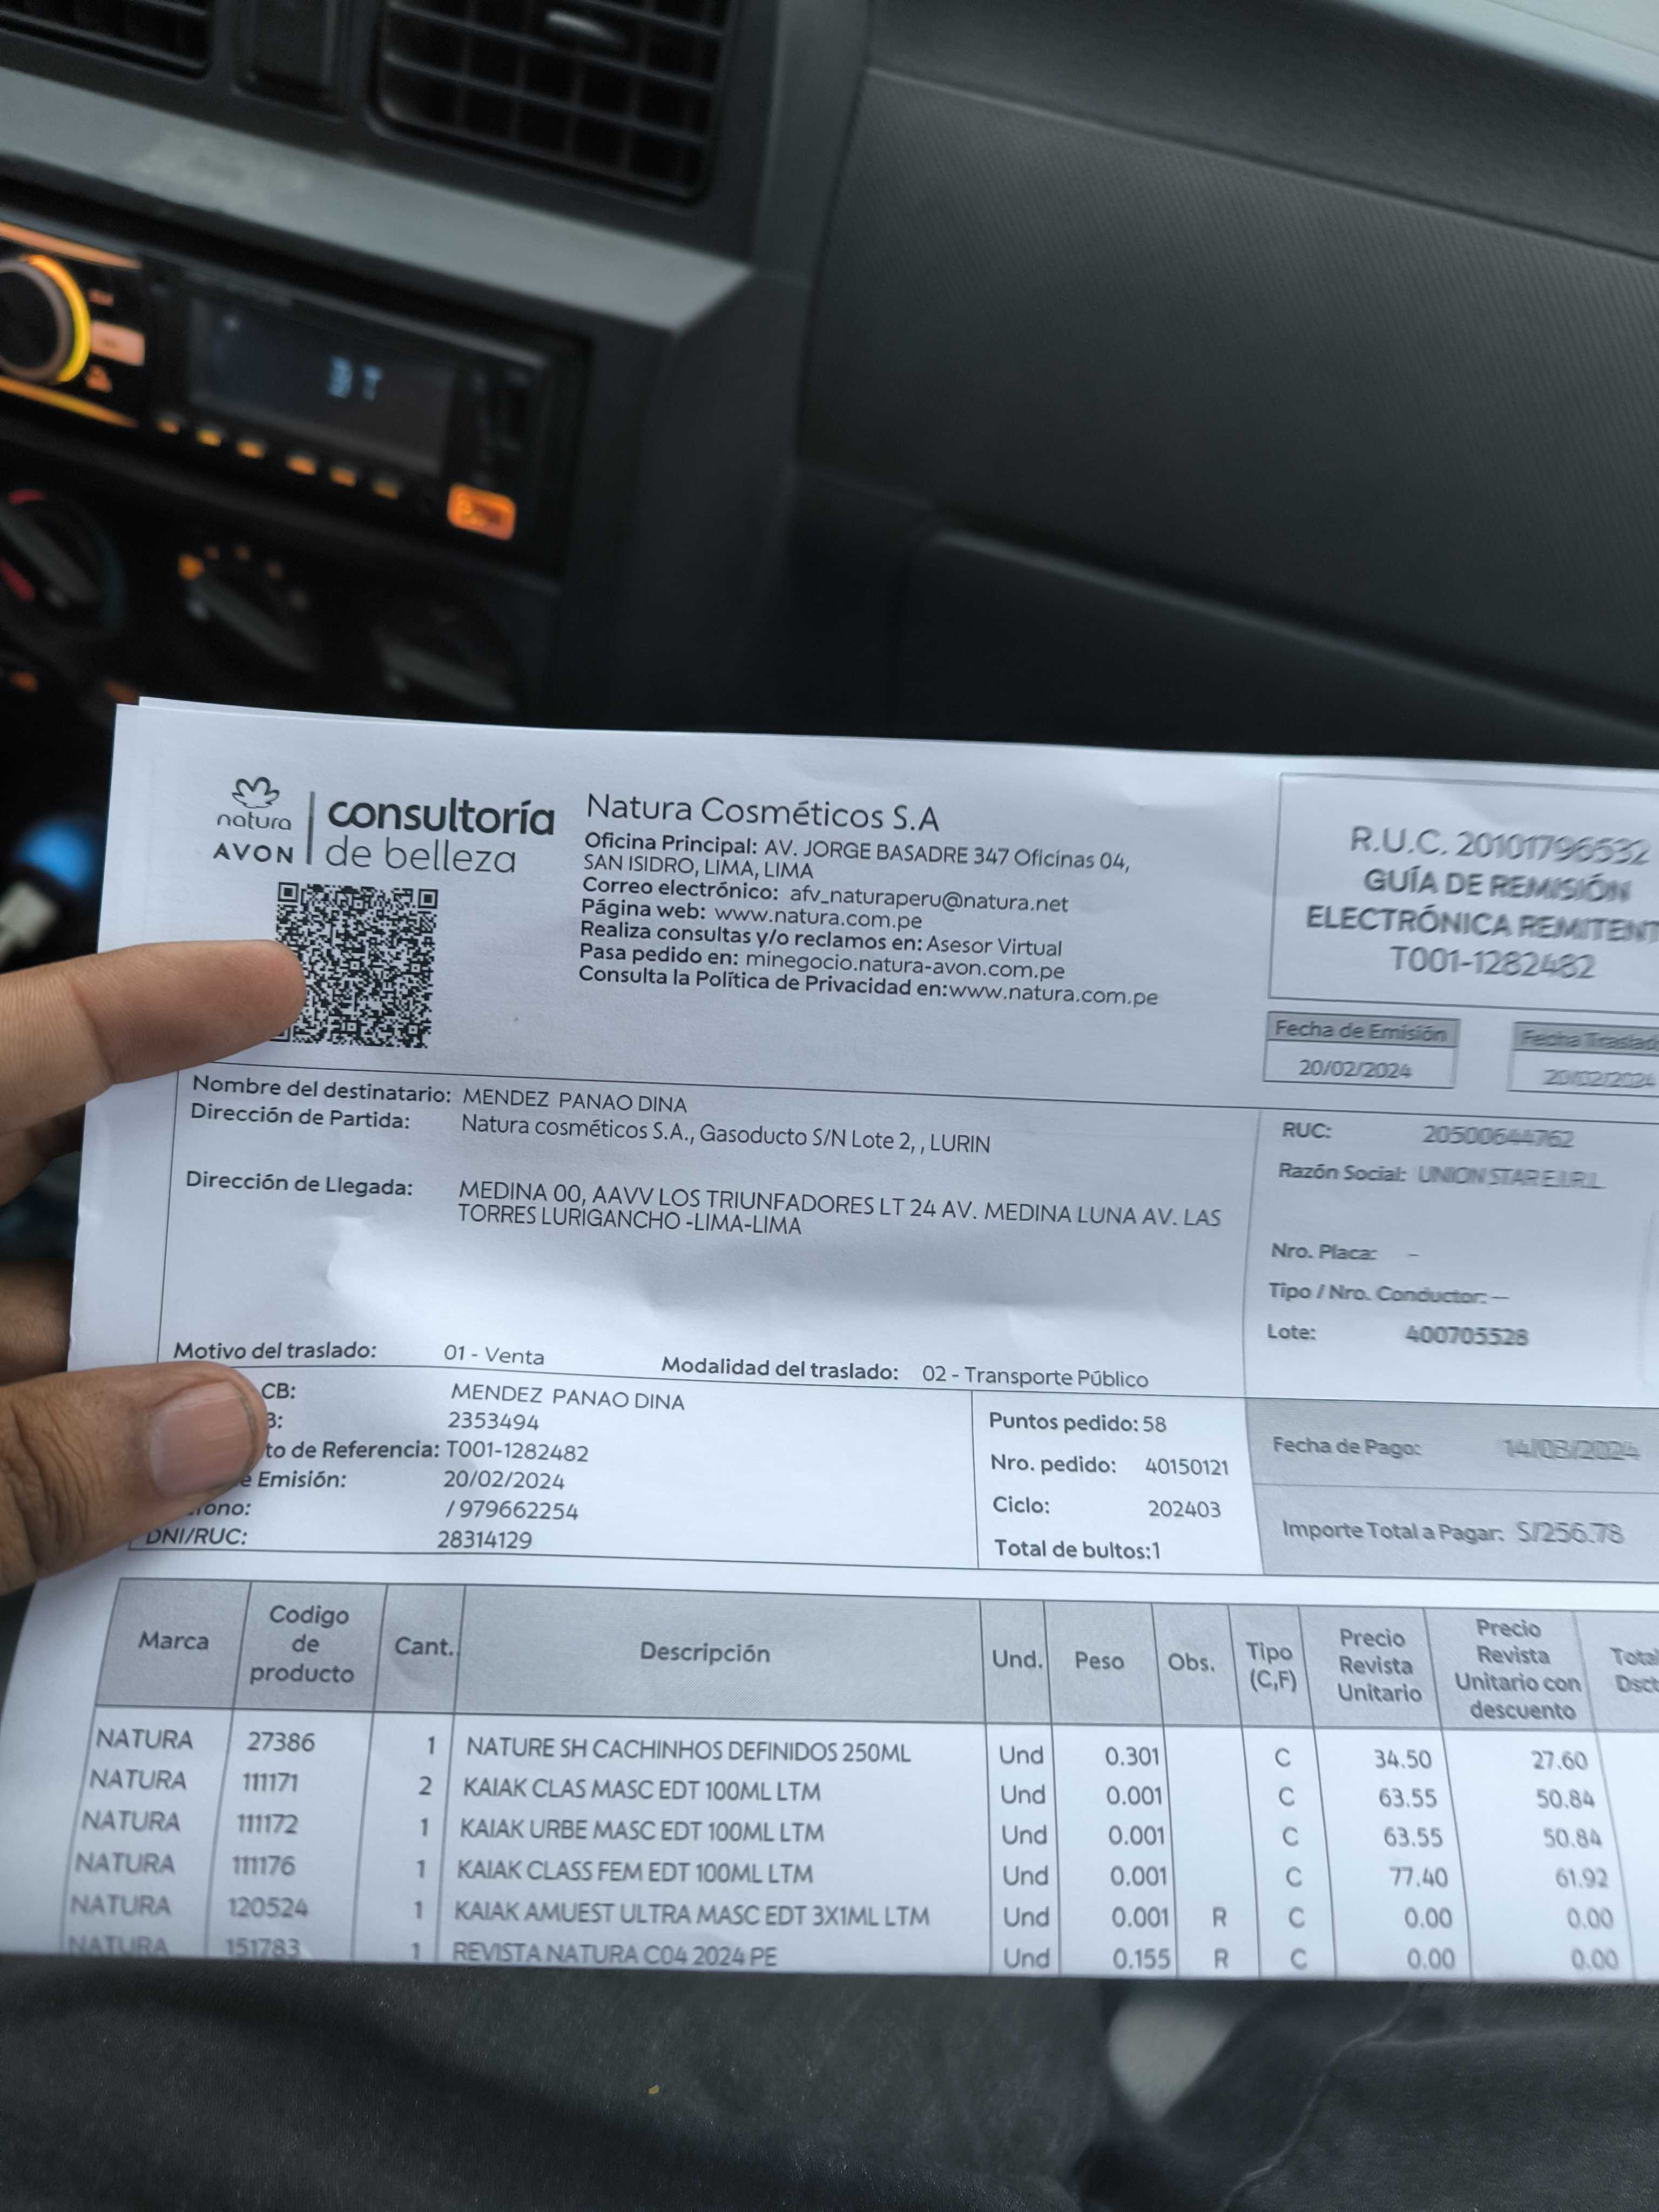 natura
AVON
consultoría
de belleza
Natura Cosméticos S.A
Oficina Principal: AV. JORGE BASADRE 347 Oficinas 04,
SAN ISIDRO, LIMA, LIMA
Correo electrónico: afv_naturaperu@natura.net
Página web: www.natura.com.pe
Realiza consultas y/o reclamos en: Asesor Virtual
Pasa pedido en: minegocio.natura-avon.com.pe
Consulta la Política de Privacidad en:www.natura.com.pe
R.U.C. 20101796532
GUÍA DE REMISIÓN
ELECTRÓNICA REMITENT
T001-1282482
Fecha de Emisión
20/02/2024
Fecha Traslad
20/02/2024
Nombre del destinatario: MENDEZ PANAO DINA
Dirección de Partida: Natura cosméticos S.A., Gasoducto S/N Lote 2, , LURIN
Dirección de Llegada: MEDINA 00, AAVV LOS TRIUNFADORES LT 24 AV. MEDINA LUNA AV. LAS
TORRES LURIGANCHO -LIMA-LIMA
RUC: 20500644762
Razón Social: UNION STAR E.I.R.L.
Nro. Placa: -
Tipo / Nro. Conductor: --
Lote: 400705528
Motivo del traslado: 01 - Venta Modalidad del traslado: 02 - Transporte Público
CB: MENDEZ PANAO DINA
B: 2353494
to de Referencia: T001-1282482
e Emisión: 20/02/2024
fono: / 979662254
DNI/RUC: 28314129
Puntos pedido: 58
Nro. pedido: 40150121
Ciclo: 202403
Total de bultos:1
Fecha de Pago: 14/03/2024
Importe Total a Pagar: S/256.78
Marca Codigo de producto Cant. Descripción Und. Peso Obs. Tipo (C,F) Precio Revista Unitario Precio Revista Unitario con descuento Total Dsct
NATURA 27386 1 NATURE SH CACHINHOS DEFINIDOS 250ML Und 0.301 C 34.50 27.60
NATURA 111171 2 KAIAK CLAS MASC EDT 100ML LTM Und 0.001 C 63.55 50.84
NATURA 111172 1 KAIAK URBE MASC EDT 100ML LTM Und 0.001 C 63.55 50.84
NATURA 111176 1 KAIAK CLASS FEM EDT 100ML LTM Und 0.001 C 77.40 61.92
NATURA 120524 1 KAIAK AMUEST ULTRA MASC EDT 3X1ML LTM Und 0.001 R C 0.00 0.00
NATURA 151783 1 REVISTA NATURA C04 2024 PE Und 0.155 R C 0.00 0.00